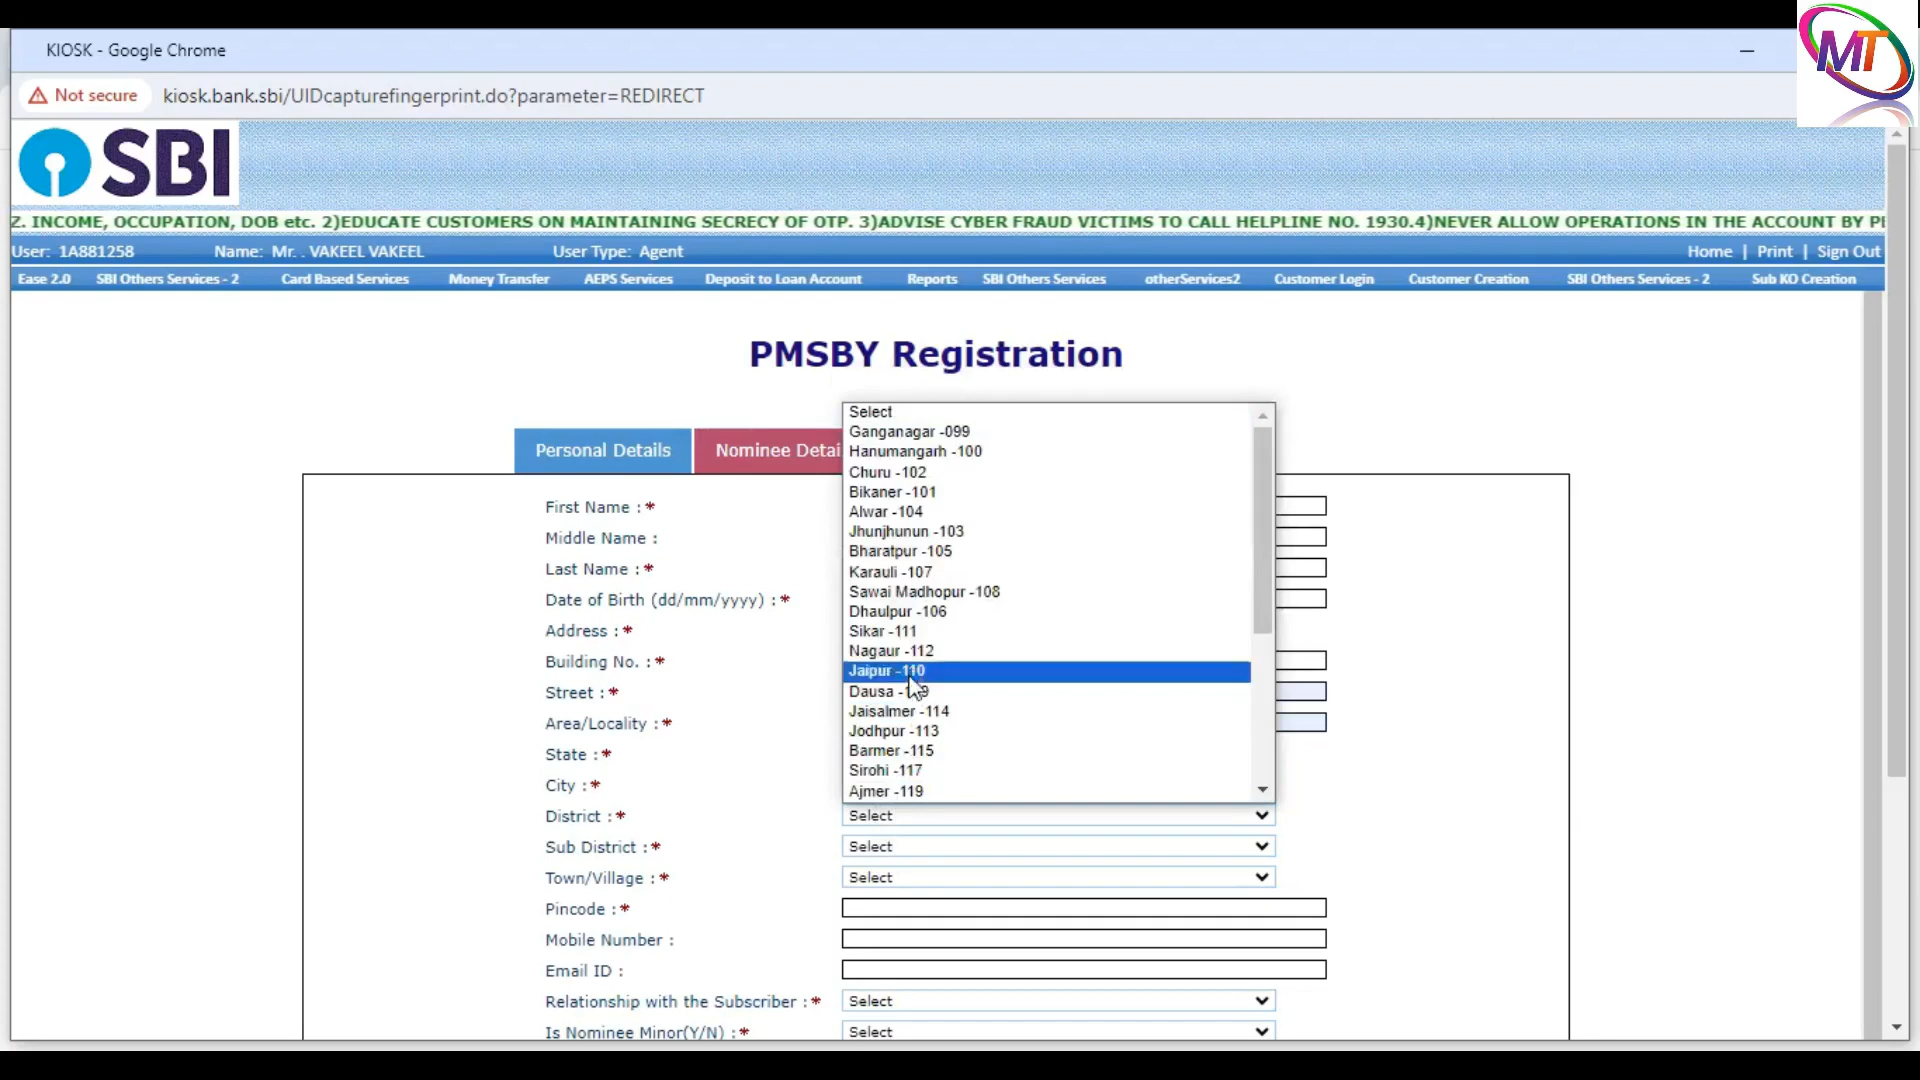 MT
KIOSK - Google Chrome
Not secure kiosk.bank.sbi/UIDcapturefingerprint.do?parameter=REDIRECT
SBI
Z. INCOME, OCCUPATION, DOB etc. 2)EDUCATE CUSTOMERS ON MAINTAINING SECRECY OF OTP. 3)ADVISE CYBER FRAUD VICTIMS TO CALL HELPLINE NO. 1930.4)NEVER ALLOW OPERATIONS IN THE ACCOUNT BY
User: 1A881258 Name: Mr. . VAKEEL VAKEEL User Type: Agent Home | Print | Sign Out
Ease 2.0 SBI Others Services - 2 Card Based Services Money Transfer AEPS Services Deposit to Loan Account Reports SBI Others Services otherServices2 Customer Login Customer Creation SBI Others Services - 2 Sub KO Creation
PMSBY Registration
Personal Details Nominee Detai
Select
Ganganagar -099
Hanumangarh -100
Churu -102
Bikaner -101
Alwar -104
Jhunjhunun -103
Bharatpur -105
Karauli -107
Sawai Madhopur -108
Dhaulpur -106
Sikar -111
Nagaur -112
Jaipur -110
Dausa
Jaisalmer -114
Jodhpur -113
Barmer -115
Sirohi -117
Ajmer -119
First Name : *
Middle Name :
Last Name : *
Date of Birth (dd/mm/yyyy) : *
Address : *
Building No. : *
Street : *
Area/Locality : *
State : *
City : *
District : * Select
Sub District : * Select
Town/Village : * Select
Pincode : *
Mobile Number :
Email ID :
Relationship with the Subscriber : * Select
Is Nominee Minor(Y/N) : * Select